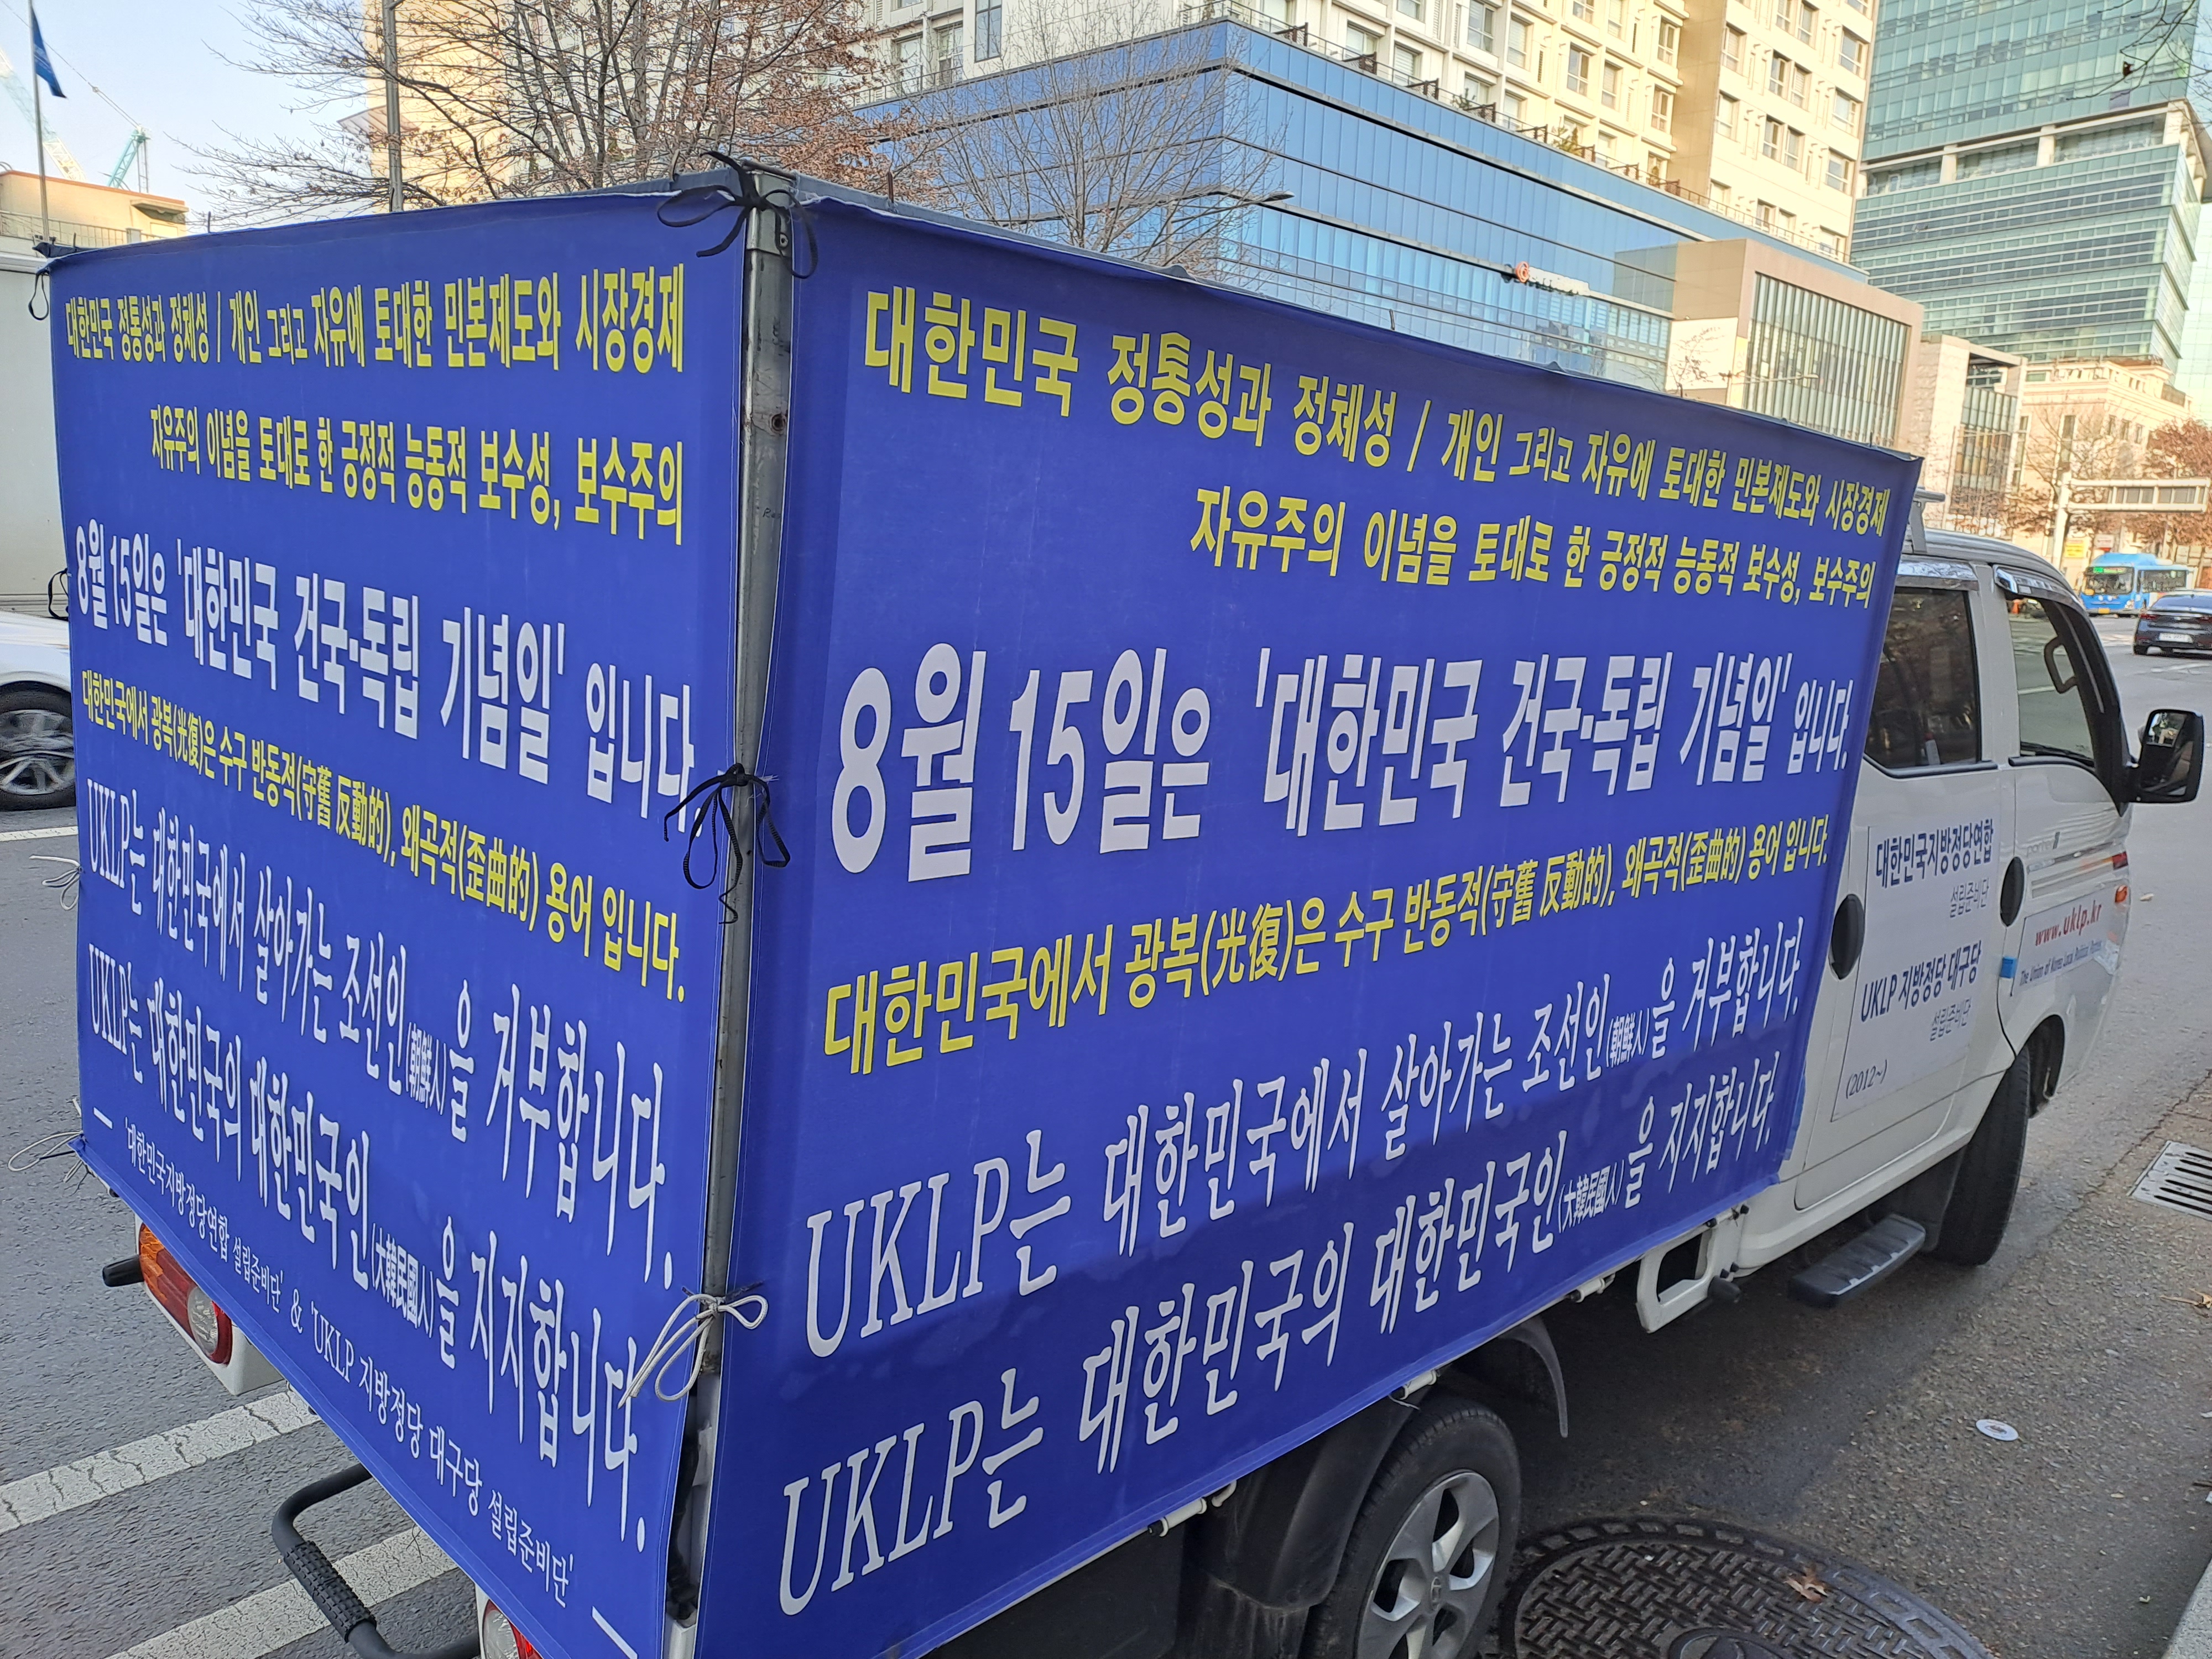 대한민국 정통성과 정체성 / 개인 그리고 자유에 토대한 민본제도와 시장경제
자유주의 이념을 토대로 한 긍정적 능동적 보수성, 보수주의
8월 15일은 '대한민국 건국·독립 기념일' 입니다.
대한민국에서 광복(光復)은 수구 반동적(守舊 反動的), 왜곡적(歪曲的) 용어 입니다.
UKLP는 대한민국에서 살아가는 조선인(朝鮮人)을 거부합니다.
UKLP는 대한민국의 대한민국인(大韓民國人)을 지지합니다.
— '대한민국지방정당연합 설립준비단' & 'UKLP 지방정당 대구당 설립준비단' —
대한민국 정통성과 정체성 / 개인 그리고 자유에 토대한 민본제도와 시장경제
자유주의 이념을 토대로 한 긍정적 능동적 보수성, 보수주의
8월 15일은 '대한민국 건국·독립 기념일' 입니다.
대한민국에서 광복(光復)은 수구 반동적(守舊 反動的), 왜곡적(歪曲的) 용어 입니다.
UKLP는 대한민국에서 살아가는 조선인(朝鮮人)을 거부합니다.
UKLP는 대한민국의 대한민국인(大韓民國人)을 지지합니다.
대한민국지방정당연합
설립준비단
UKLP 지방정당 대구당
설립준비단
(2012~)
www.uklp.kr
The Union of Korea Local Political Parties